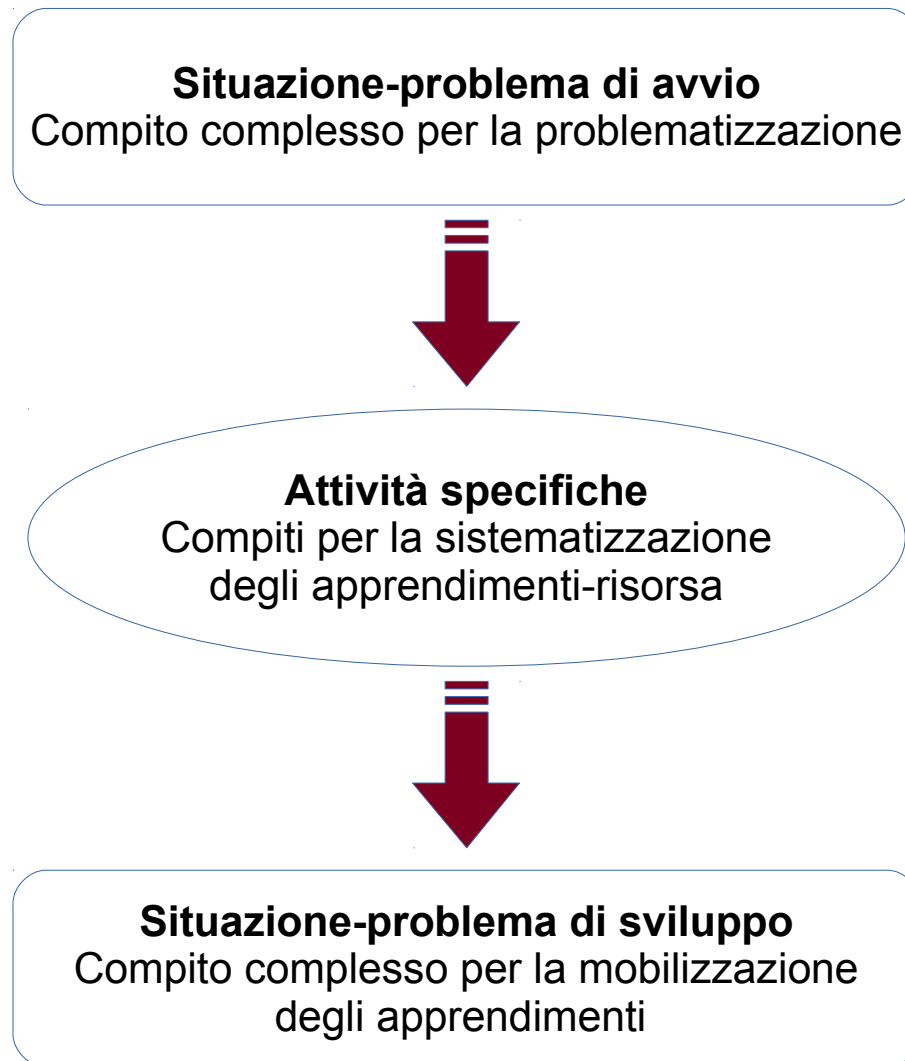 Situazione-problema di avvio
Compito complesso per la problematizzazione
Attività specifiche
Compiti per la sistematizzazione
degli apprendimenti-risorsa
Situazione-problema di sviluppo
Compito complesso per la mobilizzazione
degli apprendimenti